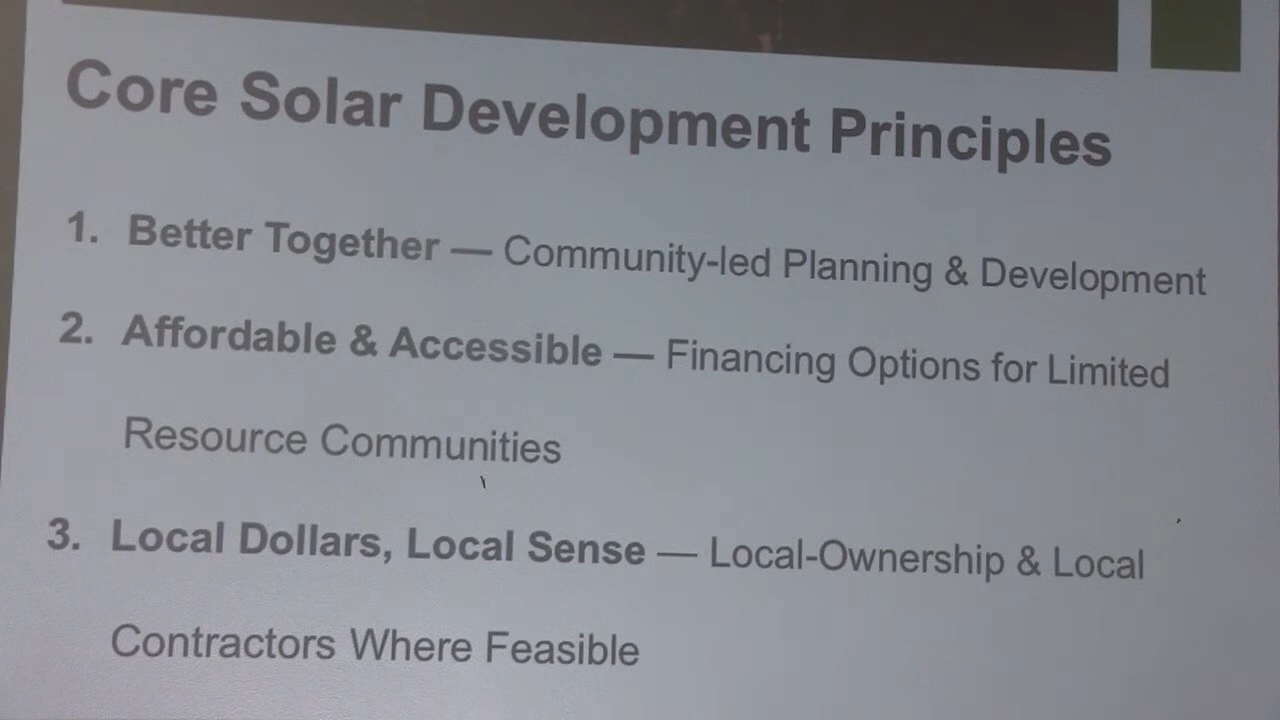 Core Solar Development Principles
1. Better Together — Community-led Planning & Development
2. Affordable & Accessible — Financing Options for Limited
Resource Communities
3. Local Dollars, Local Sense — Local-Ownership & Local
Contractors Where Feasible